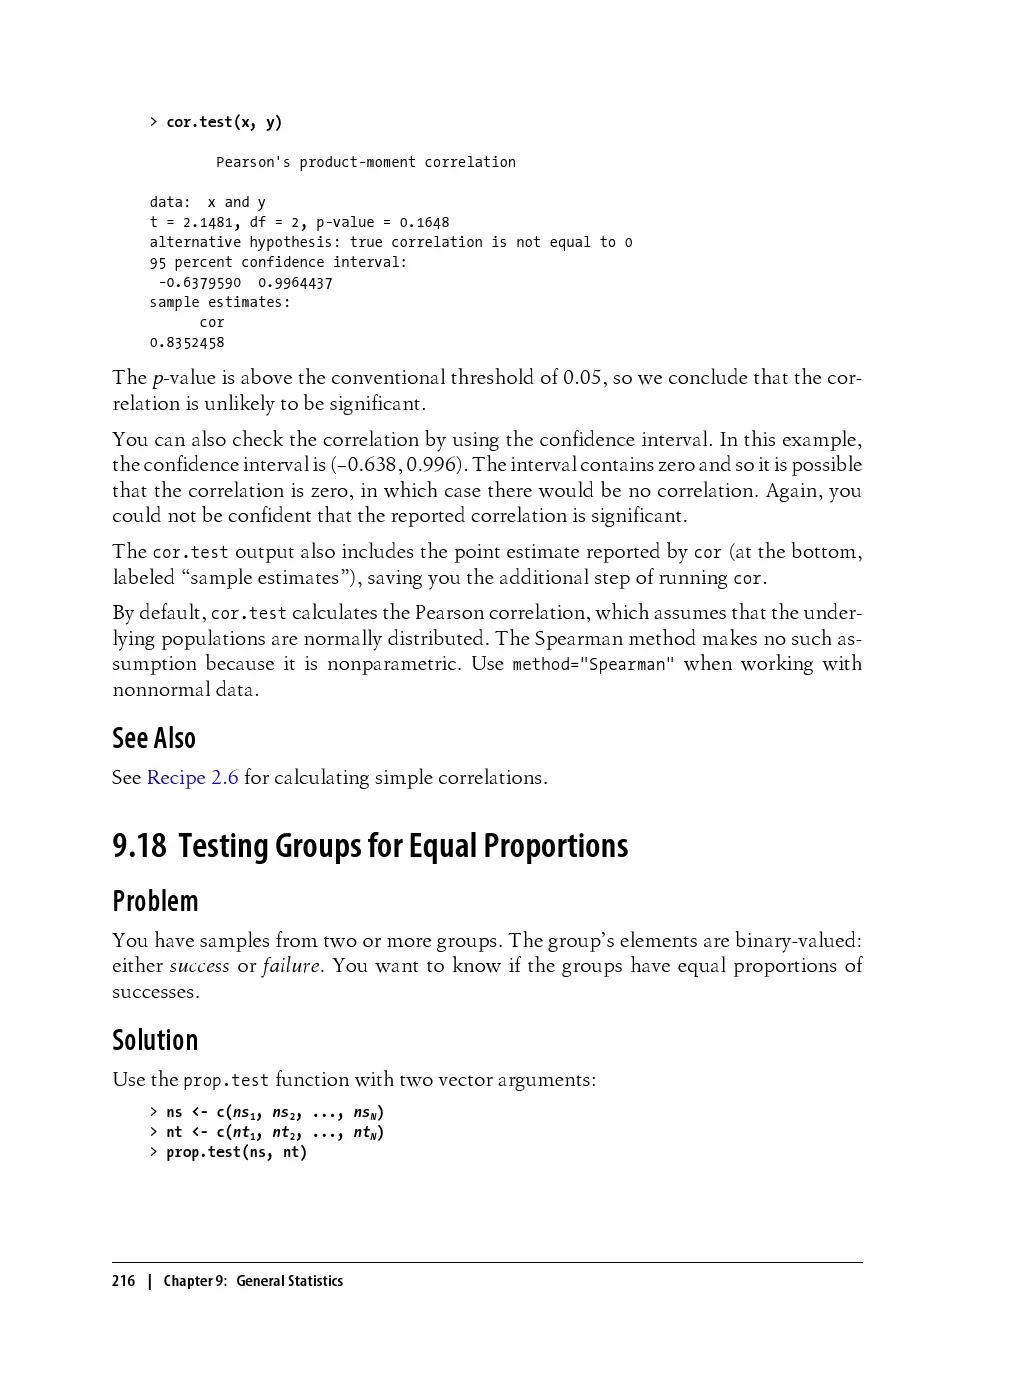 > cor.test(x, y)
Pearson's product-moment correlation
data:  x and y
t = 2.1481, df = 2, p-value = 0.1648
alternative hypothesis: true correlation is not equal to 0
95 percent confidence interval:
-0.6379590  0.9964437
sample estimates:
cor
0.8352458
The p-value is above the conventional threshold of 0.05, so we conclude that the cor-
relation is unlikely to be significant.
You can also check the correlation by using the confidence interval. In this example,
the confidence interval is (−0.638, 0.996). The interval contains zero and so it is possible
that the correlation is zero, in which case there would be no correlation. Again, you
could not be confident that the reported correlation is significant.
The cor.test output also includes the point estimate reported by cor (at the bottom,
labeled “sample estimates”), saving you the additional step of running cor.
By default, cor.test calculates the Pearson correlation, which assumes that the under-
lying populations are normally distributed. The Spearman method makes no such as-
sumption because it is nonparametric. Use method="Spearman" when working with
nonnormal data.
See Also
See Recipe 2.6 for calculating simple correlations.
9.18 Testing Groups for Equal Proportions
Problem
You have samples from two or more groups. The group’s elements are binary-valued:
either success or failure. You want to know if the groups have equal proportions of
successes.
Solution
Use the prop.test function with two vector arguments:
> ns <- c(ns₁, ns₂, ..., nsN)
> nt <- c(nt₁, nt₂, ..., ntN)
> prop.test(ns, nt)
216 | Chapter 9: General Statistics